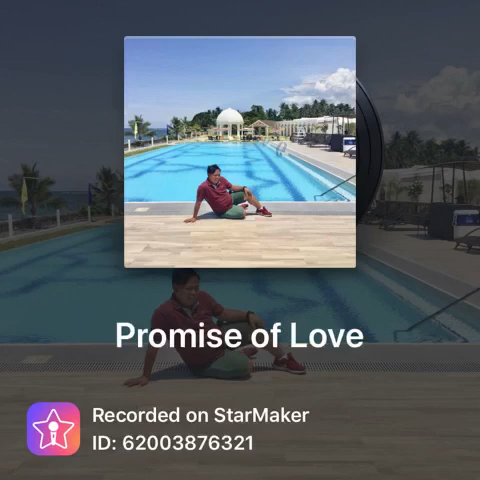 Promise of Love
Recorded on StarMaker
ID: 62003876321